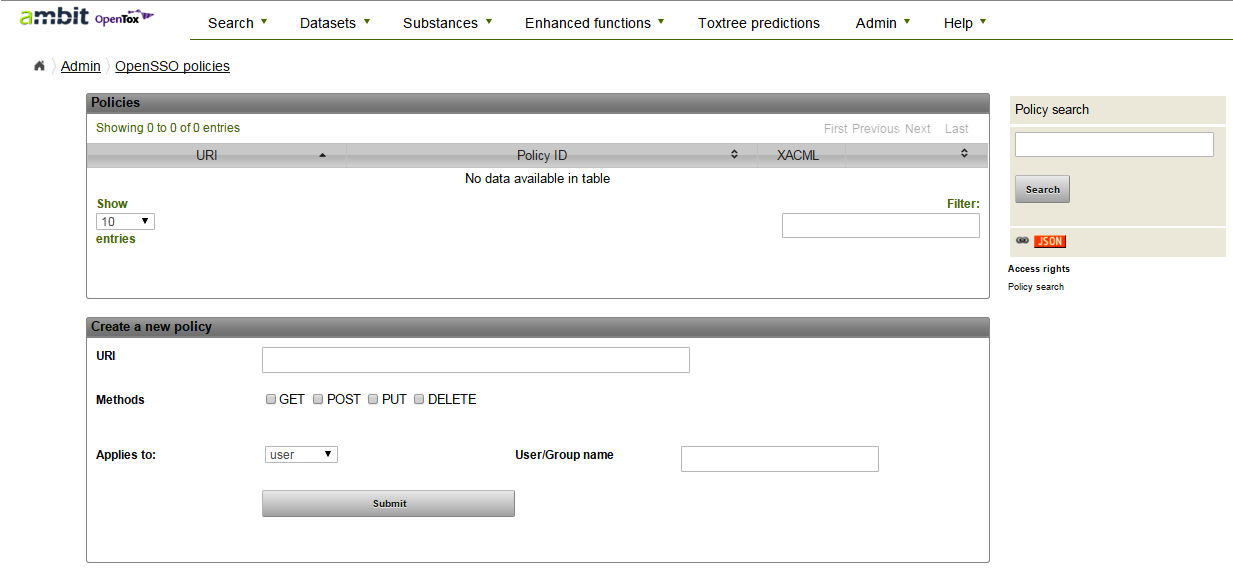 ambit OpenTox
Search Datasets Substances Enhanced functions Toxtree predictions Admin Help
Admin OpenSSO policies
Policies
Showing 0 to 0 of 0 entries First Previous Next Last
URI Policy ID XACML
No data available in table
Show
10
entries
Filter:
Policy search
Search
JSON
Access rights
Policy search
Create a new policy
URI
Methods GET POST PUT DELETE
Applies to: user User/Group name
Submit